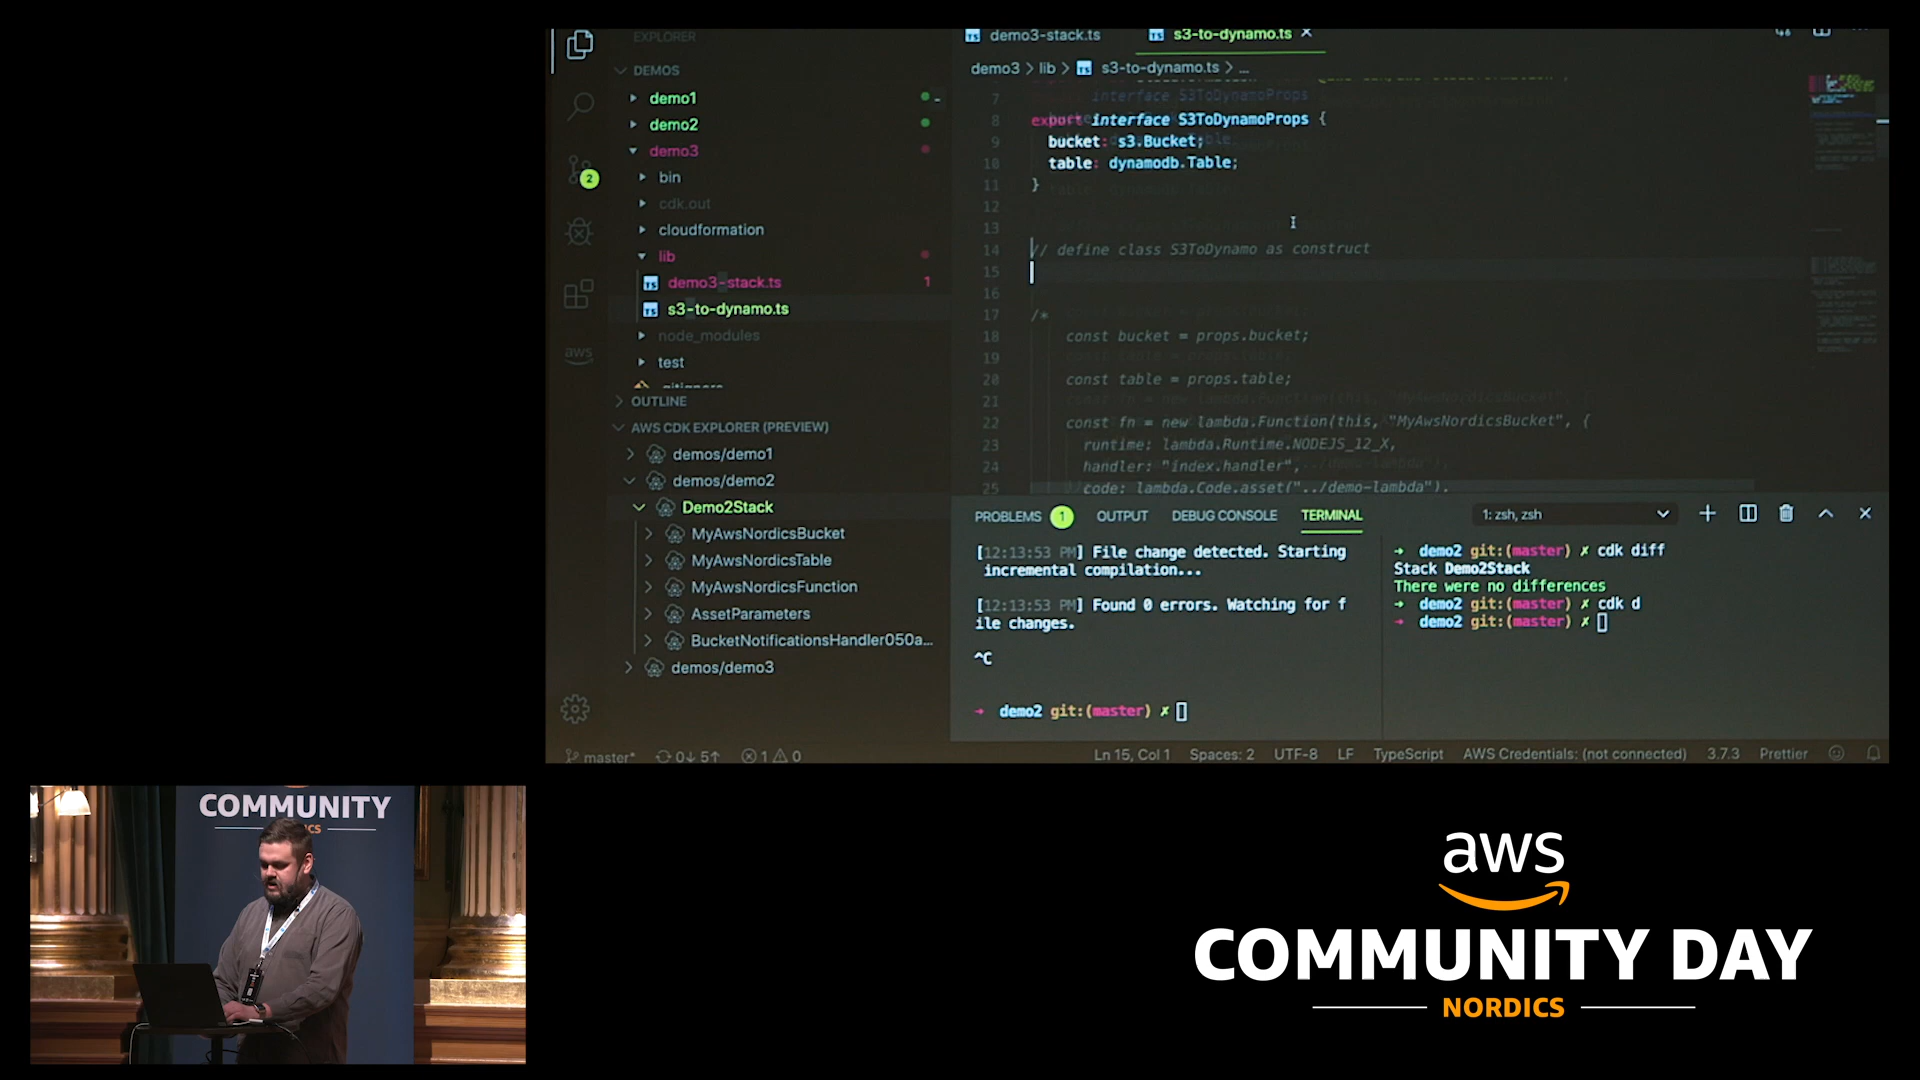 EXPLORER
DEMOS
demo1
demo2
demo3
bin
cdk.out
cloudformation
lib
demo3-stack.ts 1
s3-to-dynamo.ts
node_modules
test
.gitignore
OUTLINE
AWS CDK EXPLORER (PREVIEW)
demos/demo1
demos/demo2
Demo2Stack
MyAwsNordicsBucket
MyAwsNordicsTable
MyAwsNordicsFunction
AssetParameters
BucketNotificationsHandler050a...
demos/demo3
2
aws
demo3-stack.ts
s3-to-dynamo.ts
demo3 > lib > s3-to-dynamo.ts > ...
7
8 export interface S3ToDynamoProps {
9 bucket: s3.Bucket;
10 table: dynamodb.Table;
11 }
12
13
14 // define class S3ToDynamo as construct
15
16
17 /*
18 const bucket = props.bucket;
19
20 const table = props.table;
21
22 const fn = new lambda.Function(this, "MyAwsNordicsBucket", {
23 runtime: lambda.Runtime.NODEJS_12_X,
24 handler: "index.handler",
25 code: lambda.Code.asset("../demo-lambda"),
PROBLEMS 1 OUTPUT DEBUG CONSOLE TERMINAL 1: zsh, zsh
[12:13:53 PM] File change detected. Starting
incremental compilation...
[12:13:53 PM] Found 0 errors. Watching for f
ile changes.
^C
→ demo2 git:(master) ✗
→ demo2 git:(master) ✗ cdk diff
Stack Demo2Stack
There were no differences
→ demo2 git:(master) ✗ cdk d
→ demo2 git:(master) ✗
master* 0↓ 5↑ 1 0 Ln 15, Col 1 Spaces: 2 UTF-8 LF TypeScript AWS Credentials: (not connected) 3.7.3 Prettier
COMMUNITY
aws
COMMUNITY DAY
NORDICS